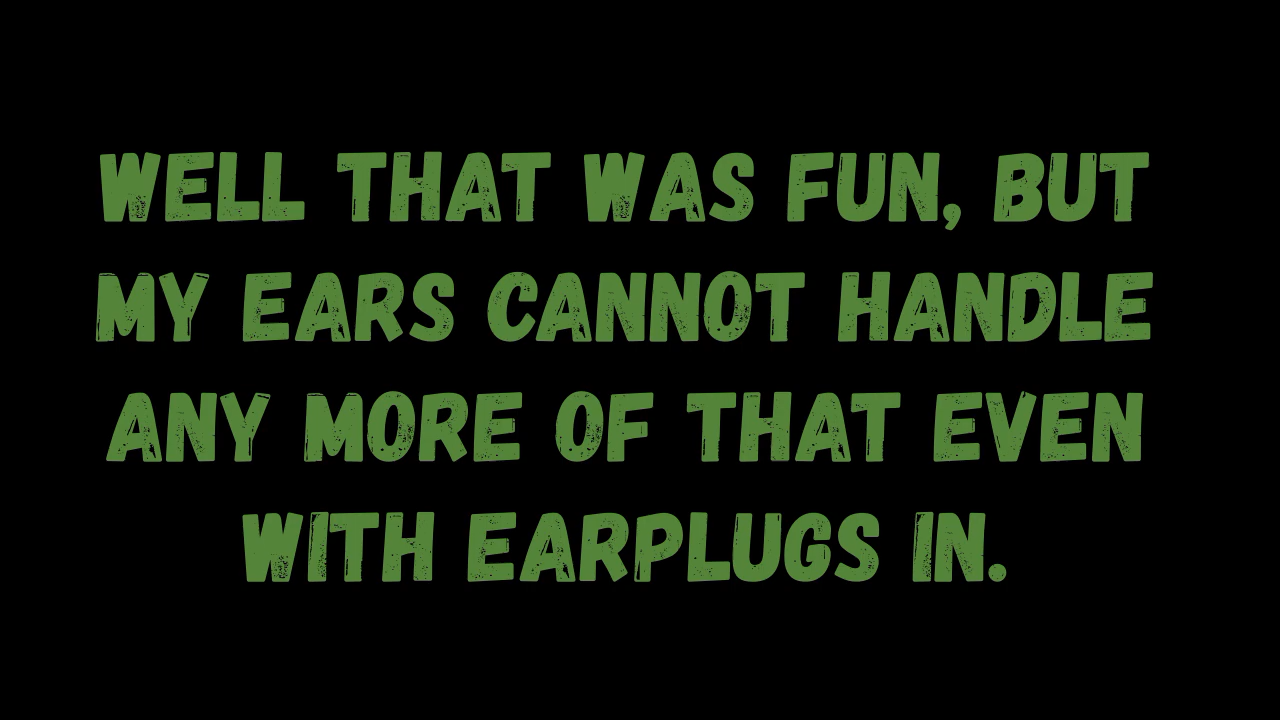 WELL THAT WAS FUN, BUT
MY EARS CANNOT HANDLE
ANY MORE OF THAT EVEN
WITH EARPLUGS IN.